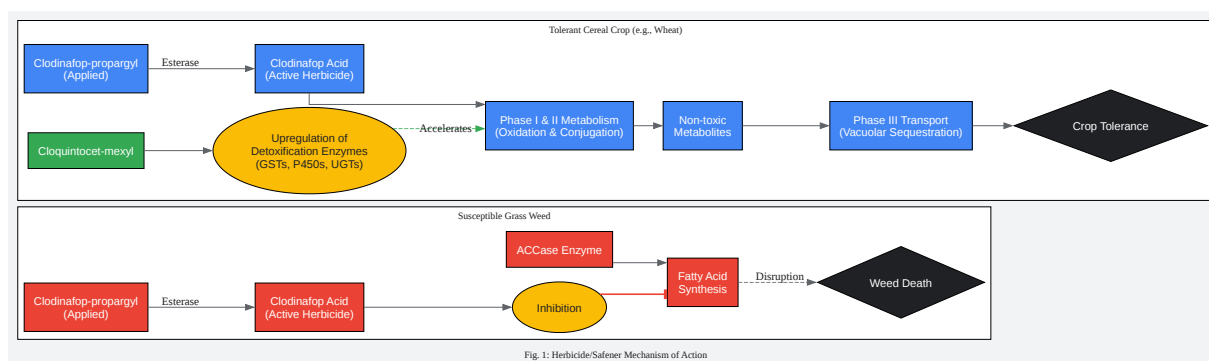 Tolerant Cereal Crop (e.g., Wheat)
Clodinafop-propargyl
(Applied)
Esterase
Clodinafop Acid
(Active Herbicide)
Cloquintocet-mexyl
Upregulation of
Detoxification Enzymes
(GSTs, P450s, UGTs)
Accelerates
Phase I & II Metabolism
(Oxidation & Conjugation)
Non-toxic
Metabolites
Phase III Transport
(Vacuolar Sequestration)
Crop Tolerance
Susceptible Grass Weed
Clodinafop-propargyl
(Applied)
Esterase
Clodinafop Acid
(Active Herbicide)
ACCase Enzyme
Inhibition
Fatty Acid
Synthesis
Disruption
Weed Death
Fig. 1: Herbicide/Safener Mechanism of Action